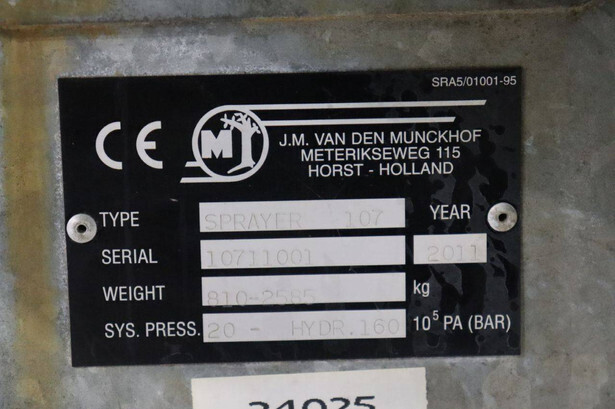 SRA5/01001-95
CE M J.M. VAN DEN MUNCKHOF
METERIKSEWEG 115
HORST - HOLLAND
TYPE SPRAYER 107 YEAR
SERIAL 10711001 2011
WEIGHT 810-2585 kg
SYS. PRESS. 20 - HYDR.160 10⁵ PA (BAR)
24025